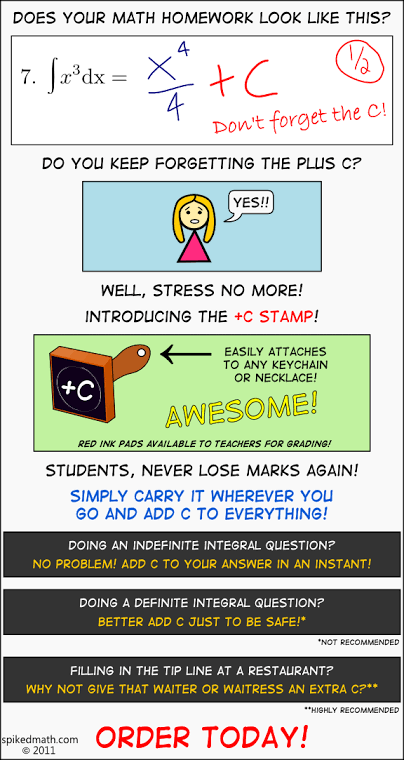 DOES YOUR MATH HOMEWORK LOOK LIKE THIS?
7. ∫x³dx = x⁴/4 + C
1/2
Don't forget the C!
DO YOU KEEP FORGETTING THE PLUS C?
YES!!
WELL, STRESS NO MORE!
INTRODUCING THE +C STAMP!
+C
EASILY ATTACHES
TO ANY KEYCHAIN
OR NECKLACE!
AWESOME!
RED INK PADS AVAILABLE TO TEACHERS FOR GRADING!
STUDENTS, NEVER LOSE MARKS AGAIN!
SIMPLY CARRY IT WHEREVER YOU
GO AND ADD C TO EVERYTHING!
DOING AN INDEFINITE INTEGRAL QUESTION?
NO PROBLEM! ADD C TO YOUR ANSWER IN AN INSTANT!
DOING A DEFINITE INTEGRAL QUESTION?
BETTER ADD C JUST TO BE SAFE!*
*NOT RECOMMENDED
FILLING IN THE TIP LINE AT A RESTAURANT?
WHY NOT GIVE THAT WAITER OR WAITRESS AN EXTRA C?**
**HIGHLY RECOMMENDED
spikedmath.com
© 2011
ORDER TODAY!